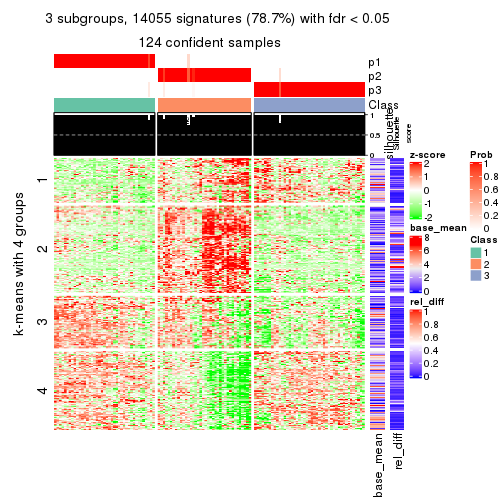 3 subgroups, 14055 signatures (78.7%) with fdr < 0.05
124 confident samples
p1
p2
p3
Class
1
0.5
0
silhouette
Silhouette
score
k-means with 4 groups
1
2
3
4
base_mean
rel_diff
z-score
2
1
0
-1
-2
base_mean
8
6
4
2
0
rel_diff
1
0.8
0.6
0.4
0.2
0
Prob
1
0.8
0.6
0.4
0.2
0
Class
1
2
3